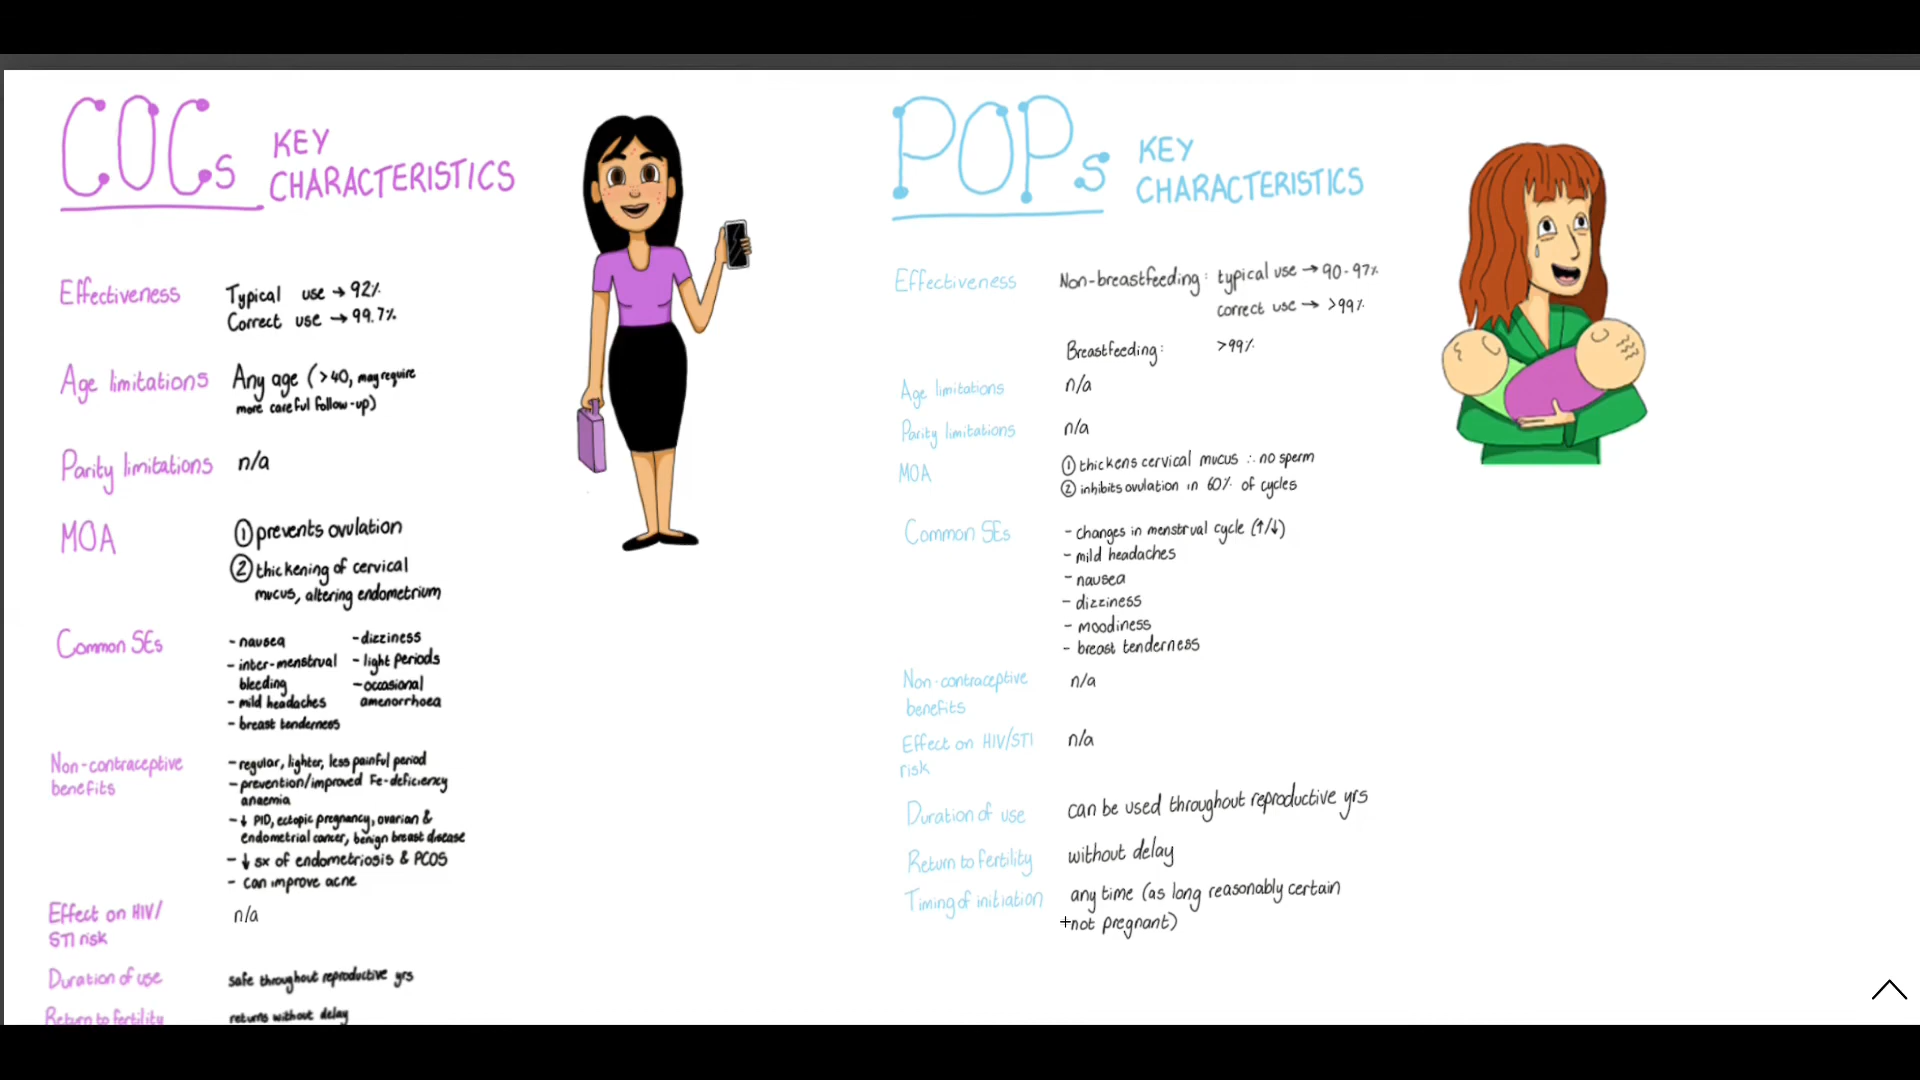 COCs KEY
CHARACTERISTICS
Effectiveness Typical use → 92%
Correct use → 99.7%
Age limitations Any age (>40, may require
more careful follow-up)
Parity limitations n/a
MOA ① prevents ovulation
② thickening of cervical
mucus, altering endometrium
Common SEs - nausea - dizziness
- inter-menstrual - light periods
bleeding - occasional
- mild headaches amenorrhoea
- breast tenderness
Non-contraceptive - regular, lighter, less painful period
benefits - prevention/improved Fe-deficiency
anaemia
- ↓ PID, ectopic pregnancy, ovarian &
endometrial cancer, benign breast disease
- ↓ sx of endometriosis & PCOS
- can improve acne
Effect on HIV/ n/a
STI risk
Duration of use safe throughout reproductive yrs
Return to fertility returns without delay
POPs KEY
CHARACTERISTICS
Effectiveness Non-breastfeeding: typical use → 90-97%
correct use → >99%
Breastfeeding: >99%
Age limitations n/a
Parity limitations n/a
MOA ① thickens cervical mucus ∴ no sperm
② inhibits ovulation in 60% of cycles
Common SEs - changes in menstrual cycle (↑/↓)
- mild headaches
- nausea
- dizziness
- moodiness
- breast tenderness
Non-contraceptive n/a
benefits
Effect on HIV/STI n/a
risk
Duration of use can be used throughout reproductive yrs
Return to fertility without delay
Timing of initiation any time (as long reasonably certain
not pregnant)